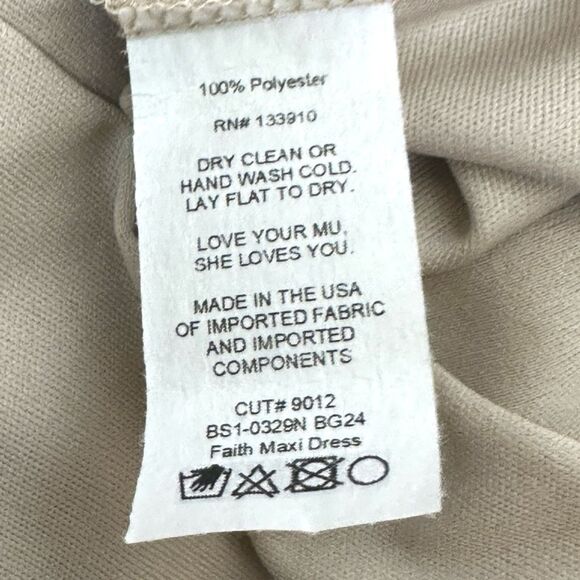 100% Polyester
RN# 133910
DRY CLEAN OR
HAND WASH COLD.
LAY FLAT TO DRY.
LOVE YOUR MU,
SHE LOVES YOU.
MADE IN THE USA
OF IMPORTED FABRIC
AND IMPORTED
COMPONENTS
CUT# 9012
BS1-0329N BG24
Faith Maxi Dress